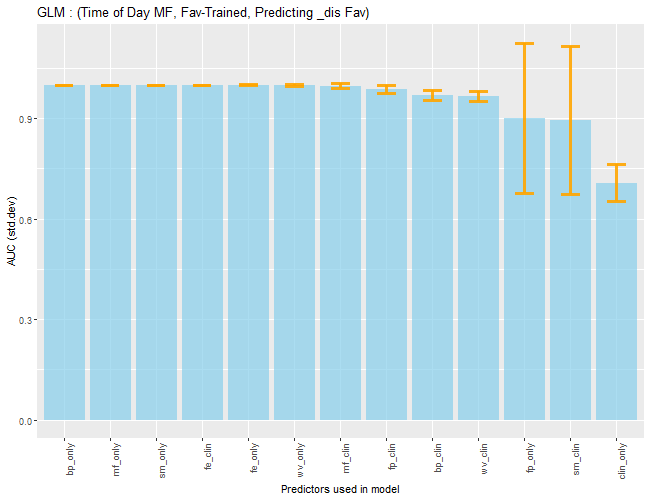 GLM : (Time of Day MF, Fav-Trained, Predicting _dis Fav)
AUC (std.dev)
0.9
0.6
0.3
0.0
bp_only
mf_only
sm_only
fe_clin
fe_only
wv_only
mf_clin
fp_clin
bp_clin
wv_clin
fp_only
sm_clin
clin_only
Predictors used in model